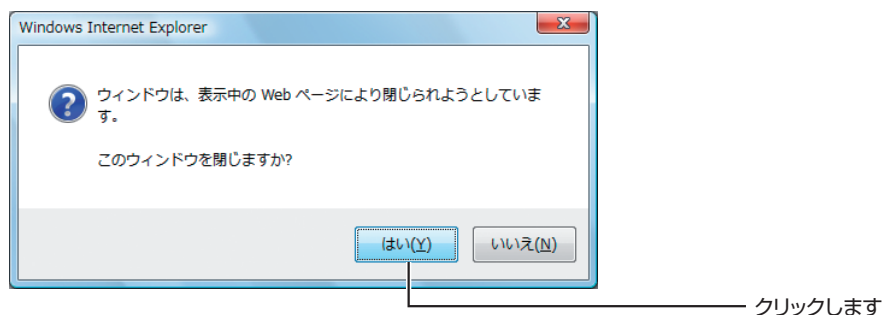 Windows Internet Explorer
ウィンドウは、表示中の Web ページにより閉じられようとしていま
す。
このウィンドウを閉じますか?
はい(Y) いいえ(N)
クリックします